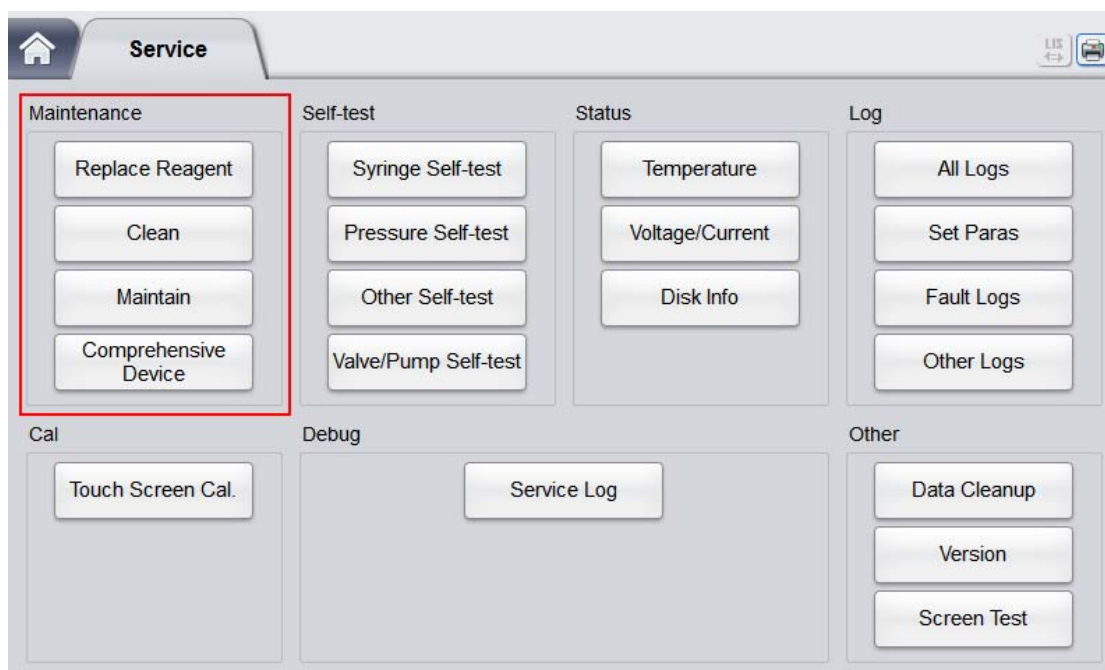 Service
LIS
Maintenance
Replace Reagent
Clean
Maintain
Comprehensive
Device
Self-test
Syringe Self-test
Pressure Self-test
Other Self-test
Valve/Pump Self-test
Status
Temperature
Voltage/Current
Disk Info
Log
All Logs
Set Paras
Fault Logs
Other Logs
Cal
Touch Screen Cal.
Debug
Service Log
Other
Data Cleanup
Version
Screen Test